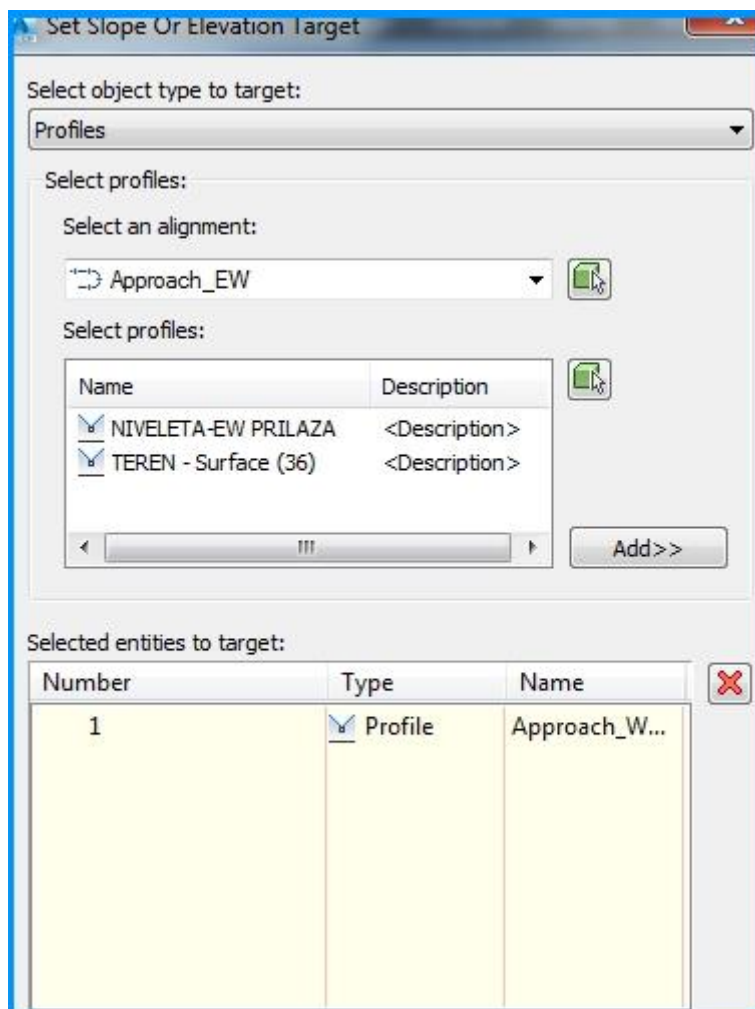 Set Slope Or Elevation Target
Select object type to target:
Profiles
Select profiles:
Select an alignment:
Approach_EW
Select profiles:
Name Description
NIVELETA-EW PRILAZA <Description>
TEREN - Surface (36) <Description>
Add>>
Selected entities to target:
Number Type Name
1 Profile Approach_W...